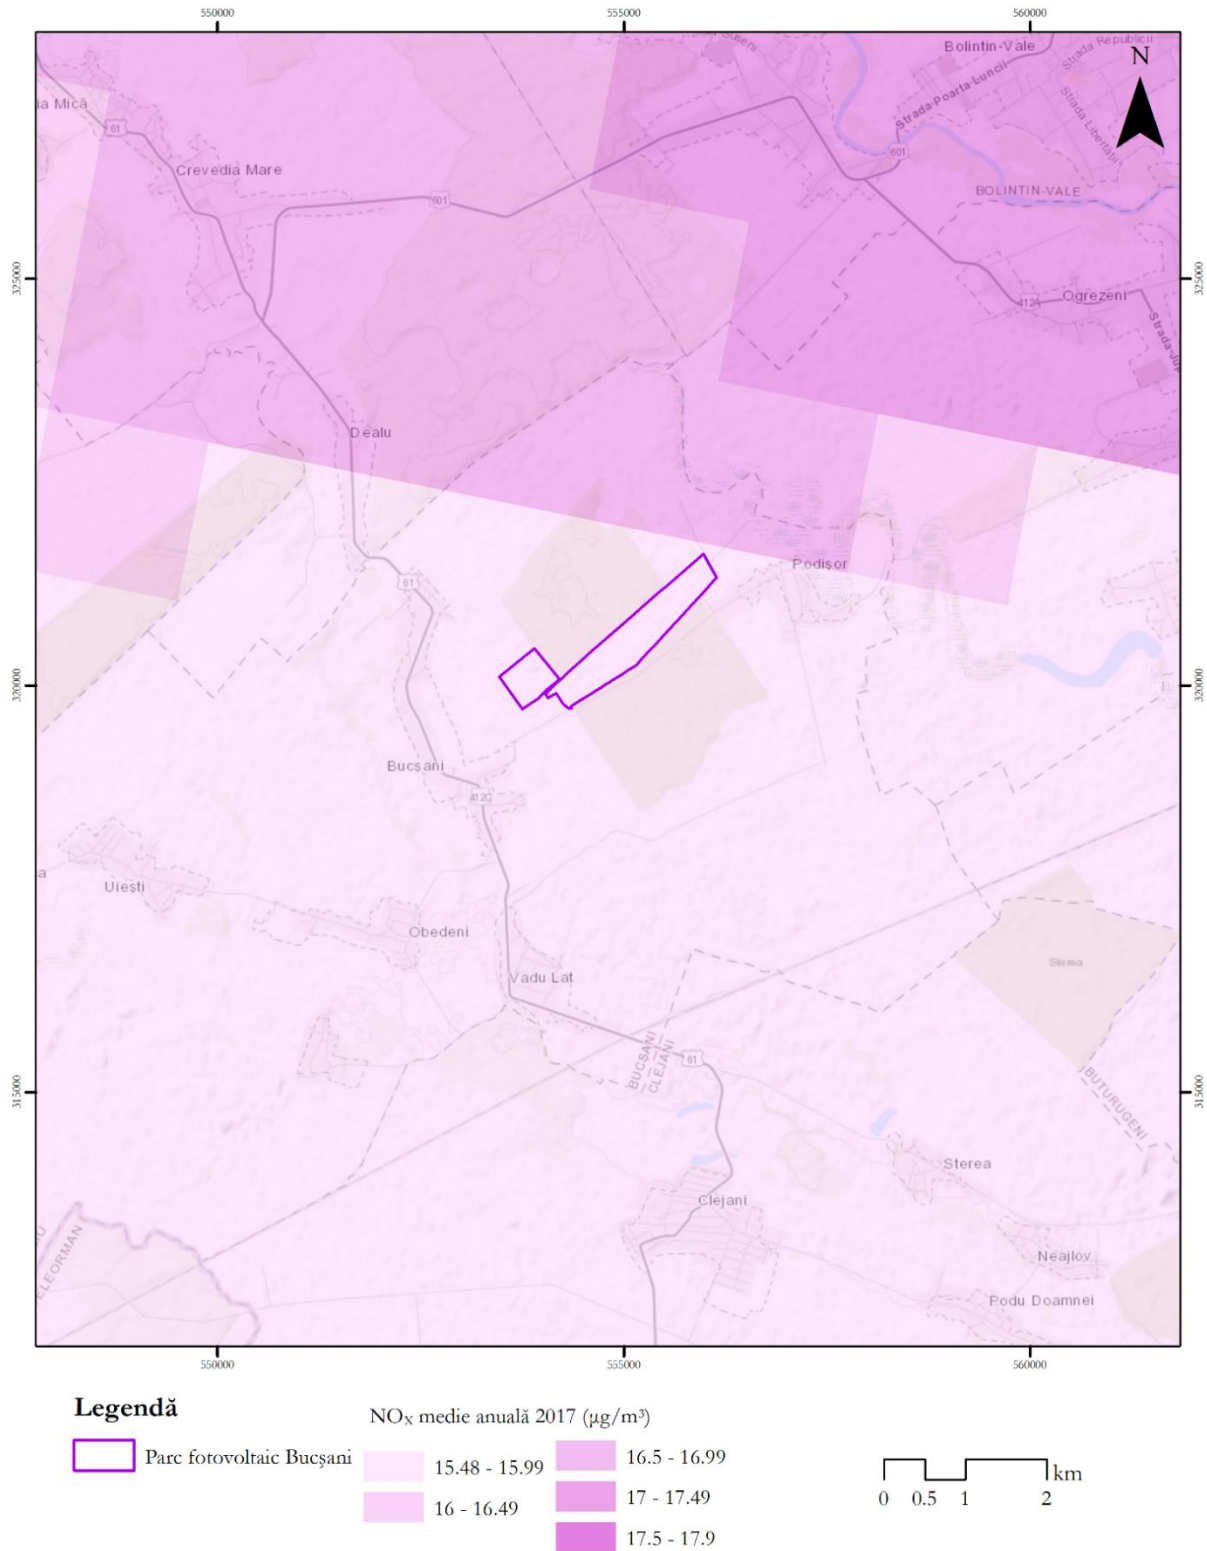 550000 555000 560000
Bolintin-Vale
Strada Republicii
N
ia Mică
Strada-Poarta-Luncii
61
Strada Libertății
601
Crevedia Mare
BOLINTIN-VALE
601
325000
325000
Ogrezeni
412A
Dealu
Podișor
61
320000
320000
Bucșani
412C
a
Uiești
Obedeni
Sterea
Vadu Lat
BUCȘANI
CLEJANI
61
BUTURUGENI
315000
315000
Sterea
Clejani
ELEORMAN
Neajlov
Podu Doamnei
550000 555000 560000
Legendă
Parc fotovoltaic Bucșani
NOX medie anuală 2017 (µg/m³)
15.48 - 15.99
16 - 16.49
16.5 - 16.99
17 - 17.49
17.5 - 17.9
km
0 0.5 1 2